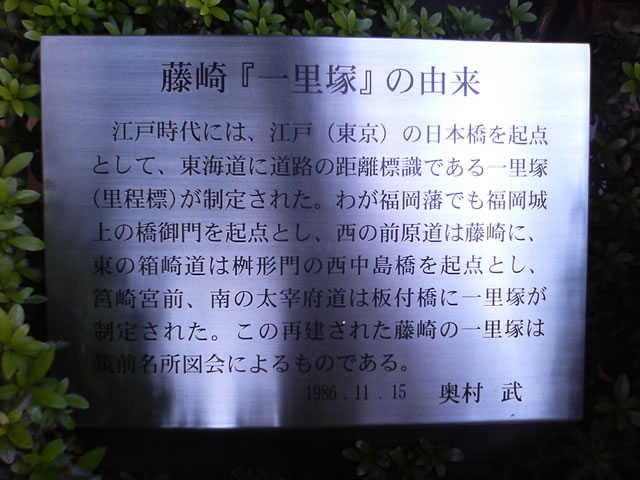 藤崎『一里塚』の由来
江戸時代には、江戸（東京）の日本橋を起点
として、東海道に道路の距離標識である一里塚
(里程標)が制定された。わが福岡藩でも福岡城
上の橋御門を起点とし、西の前原道は藤崎に、
東の箱崎道は桝形門の西中島橋を起点とし、
筥崎宮前、南の太宰府道は板付橋に一里塚が
制定された。この再建された藤崎の一里塚は
筑前名所図会によるものである。
1986.11.15 奥村 武